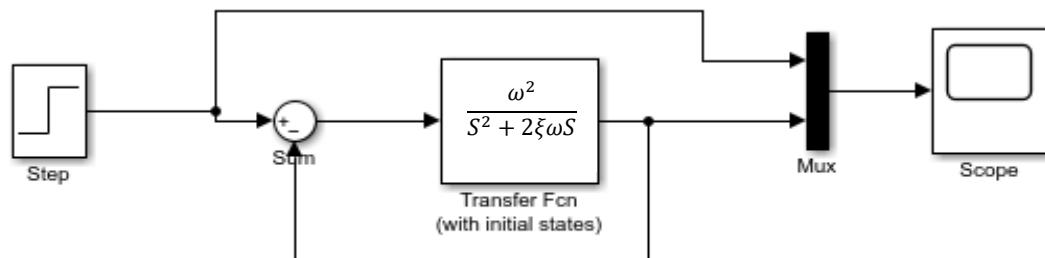 Step
+
−
Sum
ω²
S² + 2ξωS
Transfer Fcn
(with initial states)
Mux
Scope